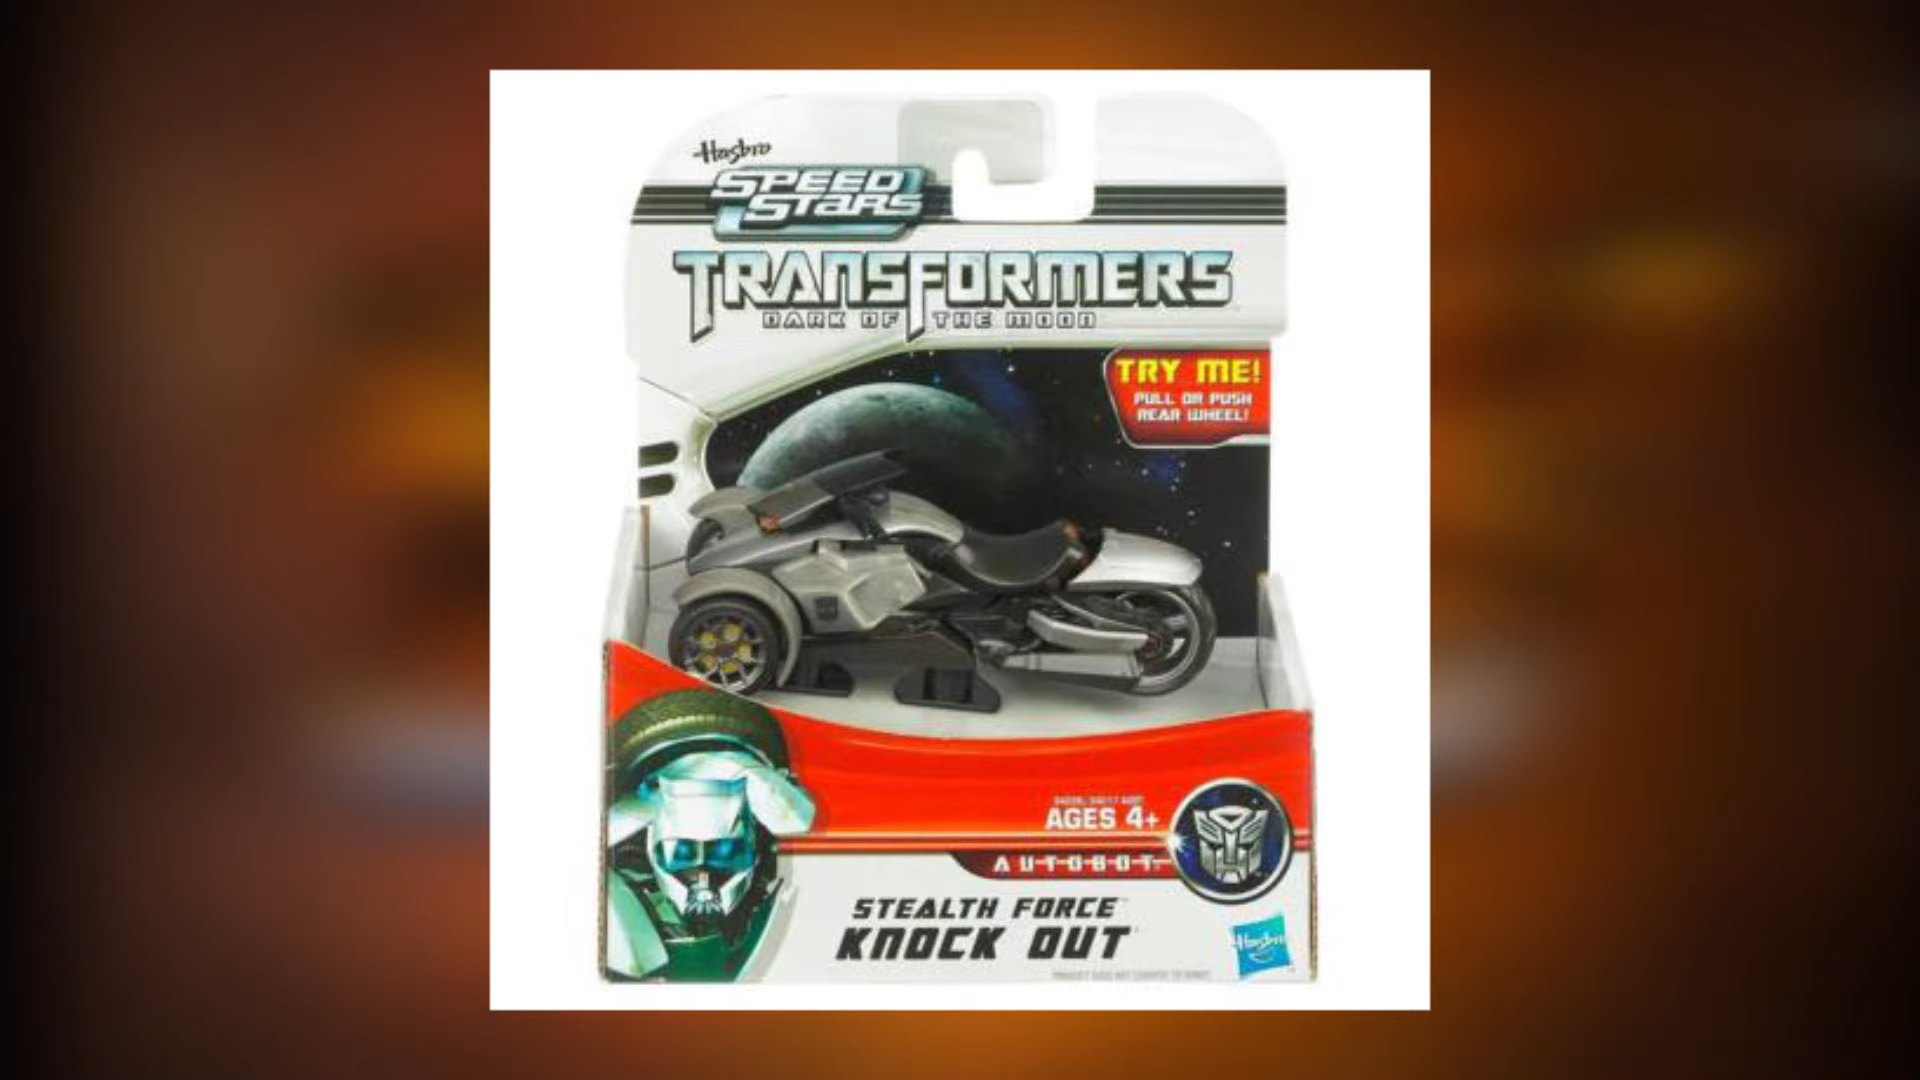 Hasbro
SPEED
STARS
TRANSFORMERS
DARK OF THE MOON
TRY ME!
PULL OR PUSH
REAR WHEEL!
AGES 4+
AUTOBOT
STEALTH FORCE™
KNOCK OUT
Hasbro